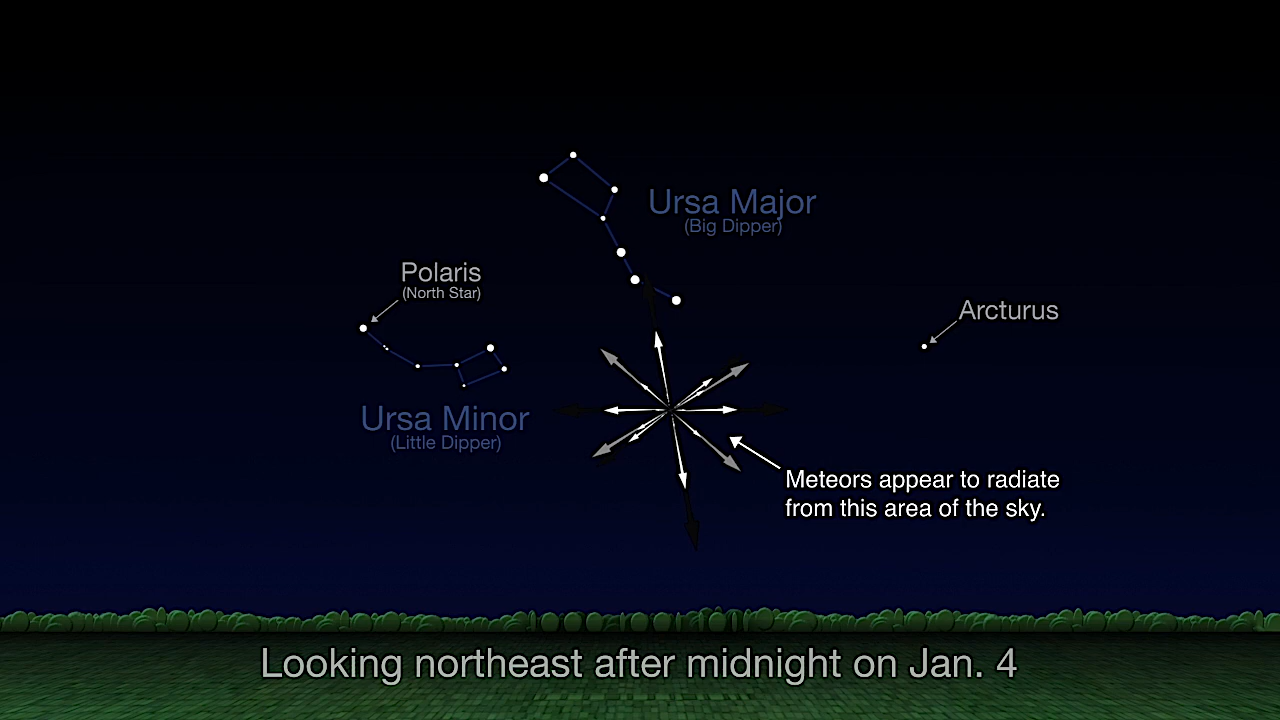 Ursa Major
(Big Dipper)
Polaris
(North Star)
Arcturus
Ursa Minor
(Little Dipper)
Meteors appear to radiate
from this area of the sky.
Looking northeast after midnight on Jan. 4